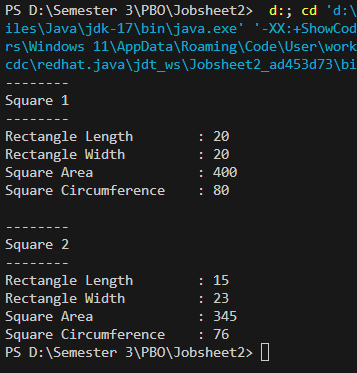 PS D:\Semester 3\PBO\Jobsheet2>  d:; cd 'd:\
iles\Java\jdk-17\bin\java.exe' '-XX:+ShowCod
rs\Windows 11\AppData\Roaming\Code\User\work
cdc\redhat.java\jdt_ws\Jobsheet2_ad453d73\bi
--------
Square 1
--------
Rectangle Length : 20
Rectangle Width : 20
Square Area : 400
Square Circumference : 80
--------
Square 2
--------
Rectangle Length : 15
Rectangle Width : 23
Square Area : 345
Square Circumference : 76
PS D:\Semester 3\PBO\Jobsheet2>